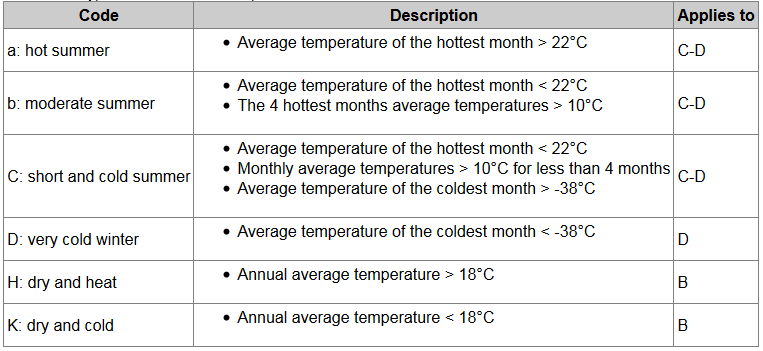 Code Description Applies to
a: hot summer
Average temperature of the hottest month > 22°C
C-D
b: moderate summer
Average temperature of the hottest month < 22°C
The 4 hottest months average temperatures > 10°C
C-D
C: short and cold summer
Average temperature of the hottest month < 22°C
Monthly average temperatures > 10°C for less than 4 months
Average temperature of the coldest month > -38°C
C-D
D: very cold winter
Average temperature of the coldest month < -38°C
D
H: dry and heat
Annual average temperature > 18°C
B
K: dry and cold
Annual average temperature < 18°C
B